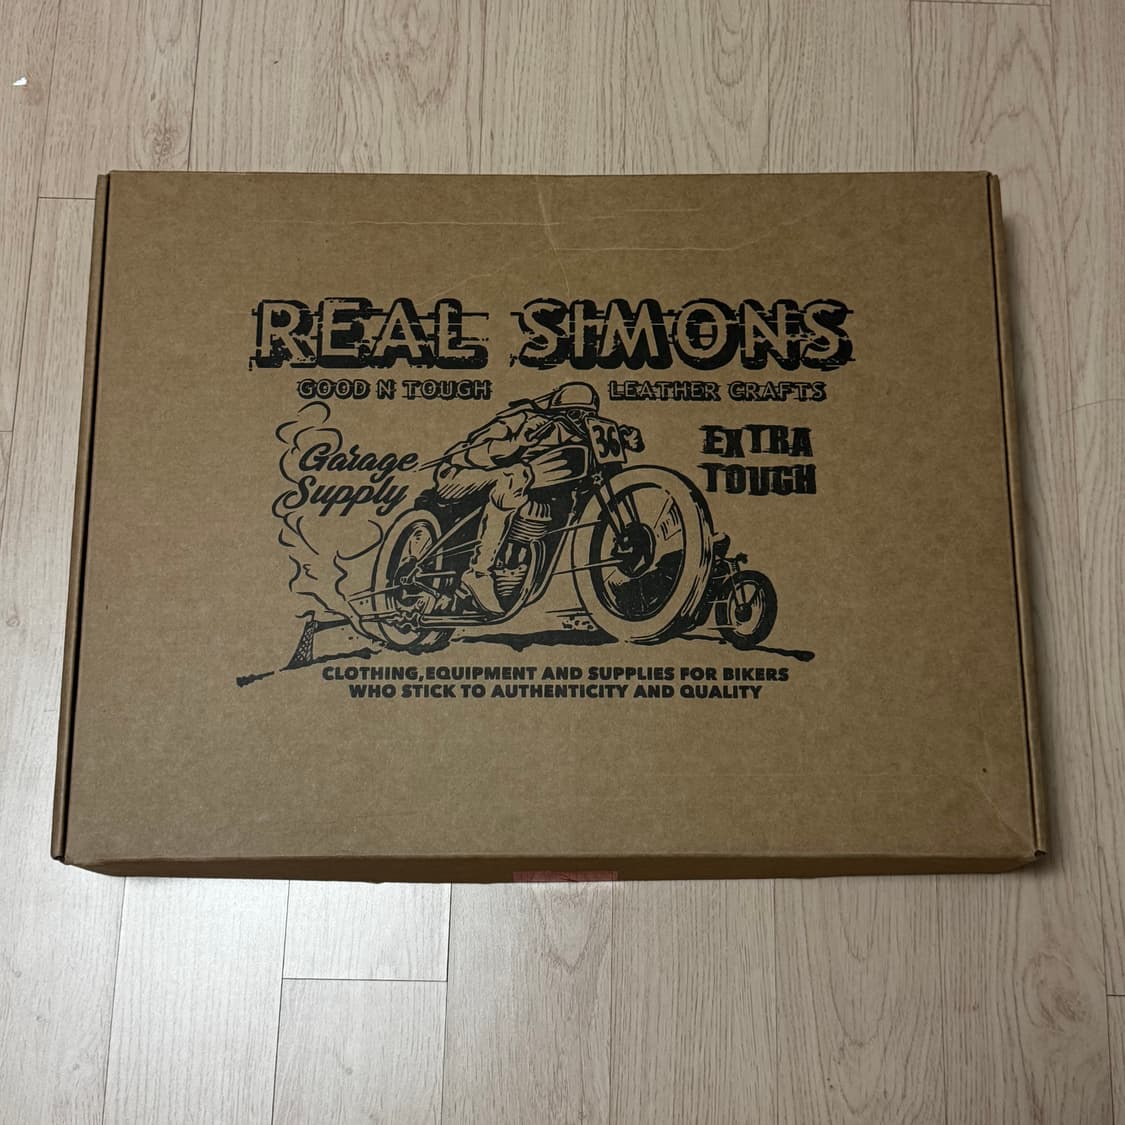 REAL SIMONS
GOOD N TOUGH LEATHER CRAFTS
Garage
Supply
36
EXTRA
TOUGH
CLOTHING, EQUIPMENT AND SUPPLIES FOR BIKERS
WHO STICK TO AUTHENTICITY AND QUALITY